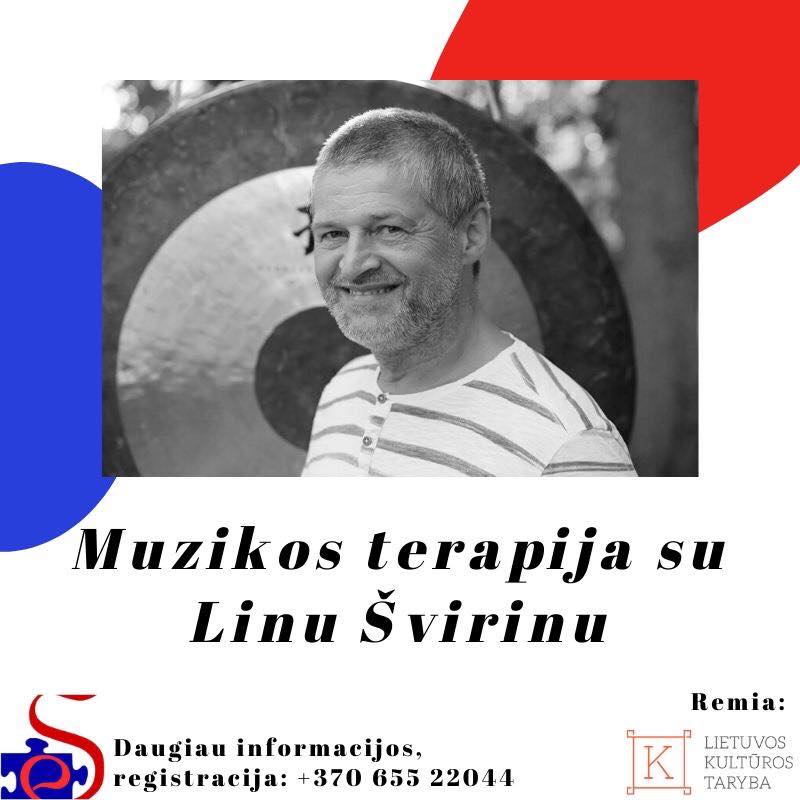 Muzikos terapija su
Linu Švirinu
Remia:
Daugiau informacijos,
registracija: +370 655 22044
K
LIETUVOS
KULTŪROS
TARYBA